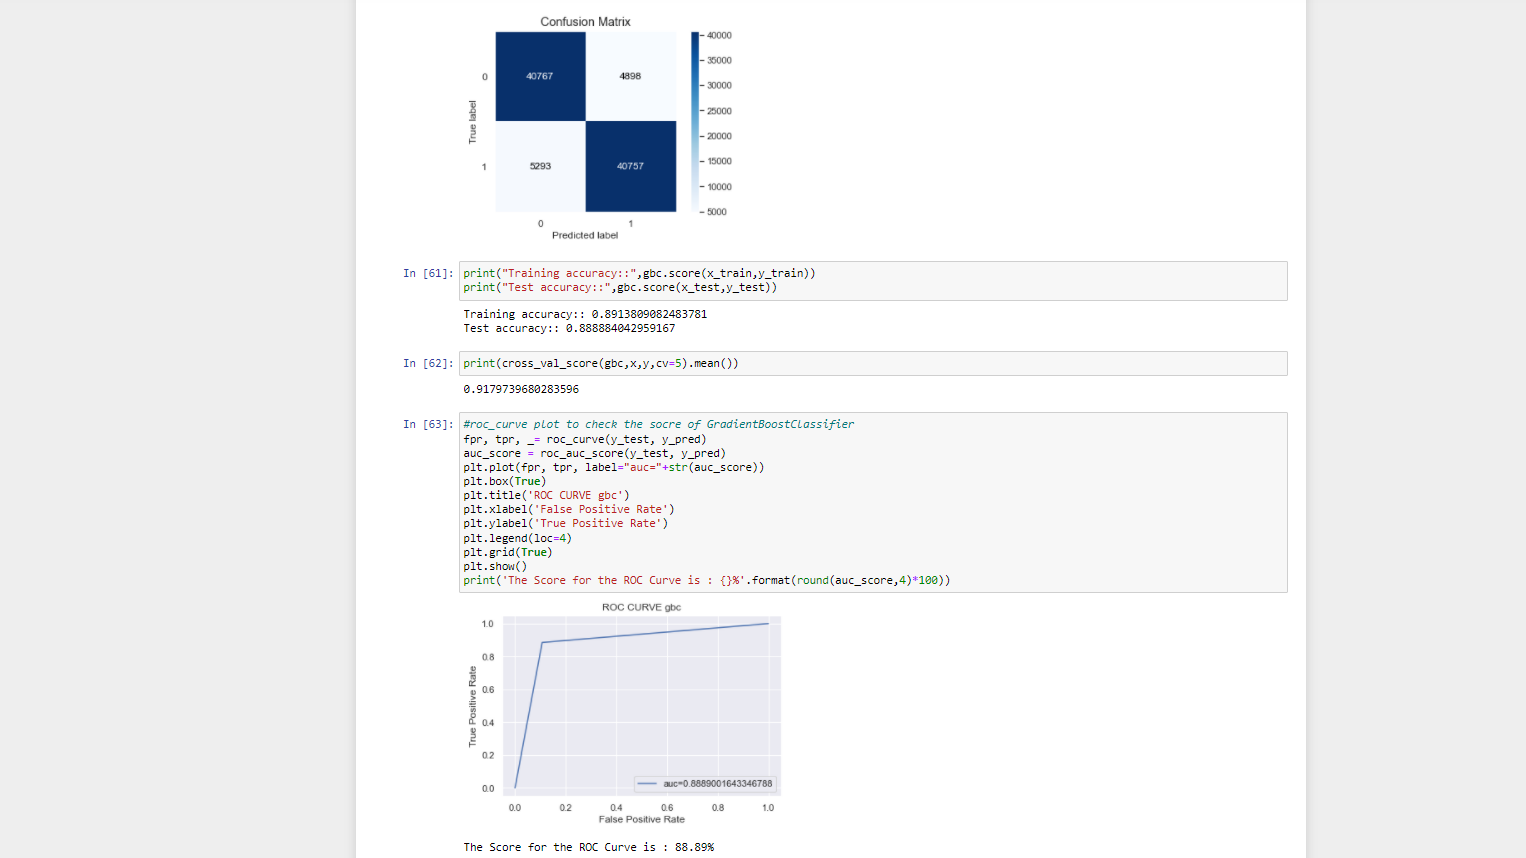 Confusion Matrix
40000
35000
30000
25000
20000
15000
10000
5000
0
40767
4898
True label
1
5293
40757
0
1
Predicted label
In [61]: print("Training accuracy::",gbc.score(x_train,y_train))
print("Test accuracy::",gbc.score(x_test,y_test))
Training accuracy:: 0.8913809082483781
Test accuracy:: 0.888884042959167
In [62]: print(cross_val_score(gbc,x,y,cv=5).mean())
0.9179739680283596
In [63]: #roc_curve plot to check the socre of GradientBoostClassifier
fpr, tpr, _= roc_curve(y_test, y_pred)
auc_score = roc_auc_score(y_test, y_pred)
plt.plot(fpr, tpr, label="auc="+str(auc_score))
plt.box(True)
plt.title('ROC CURVE gbc')
plt.xlabel('False Positive Rate')
plt.ylabel('True Positive Rate')
plt.legend(loc=4)
plt.grid(True)
plt.show()
print('The Score for the ROC Curve is : {}%'.format(round(auc_score,4)*100))
ROC CURVE gbc
1.0
0.8
0.6
0.4
0.2
0.0
True Positive Rate
auc=0.8889001643346788
0.0
0.2
0.4
0.6
0.8
1.0
False Positive Rate
The Score for the ROC Curve is : 88.89%